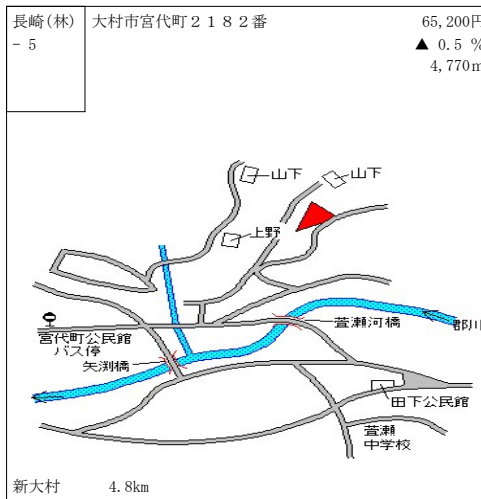 長崎(林)
- 5
大村市宮代町２１８２番
65,200円
▲ 0.5 %
4,770㎡
山下
山下
上野
宮代町公民館
バス停
萱瀬河橋
郡川
矢渕橋
田下公民館
萱瀬
中学校
新大村 4.8km